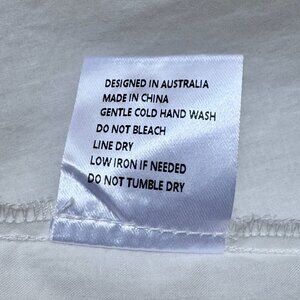 DESIGNED IN AUSTRALIA
MADE IN CHINA
GENTLE COLD HAND WASH
DO NOT BLEACH
LINE DRY
LOW IRON IF NEEDED
DO NOT TUMBLE DRY